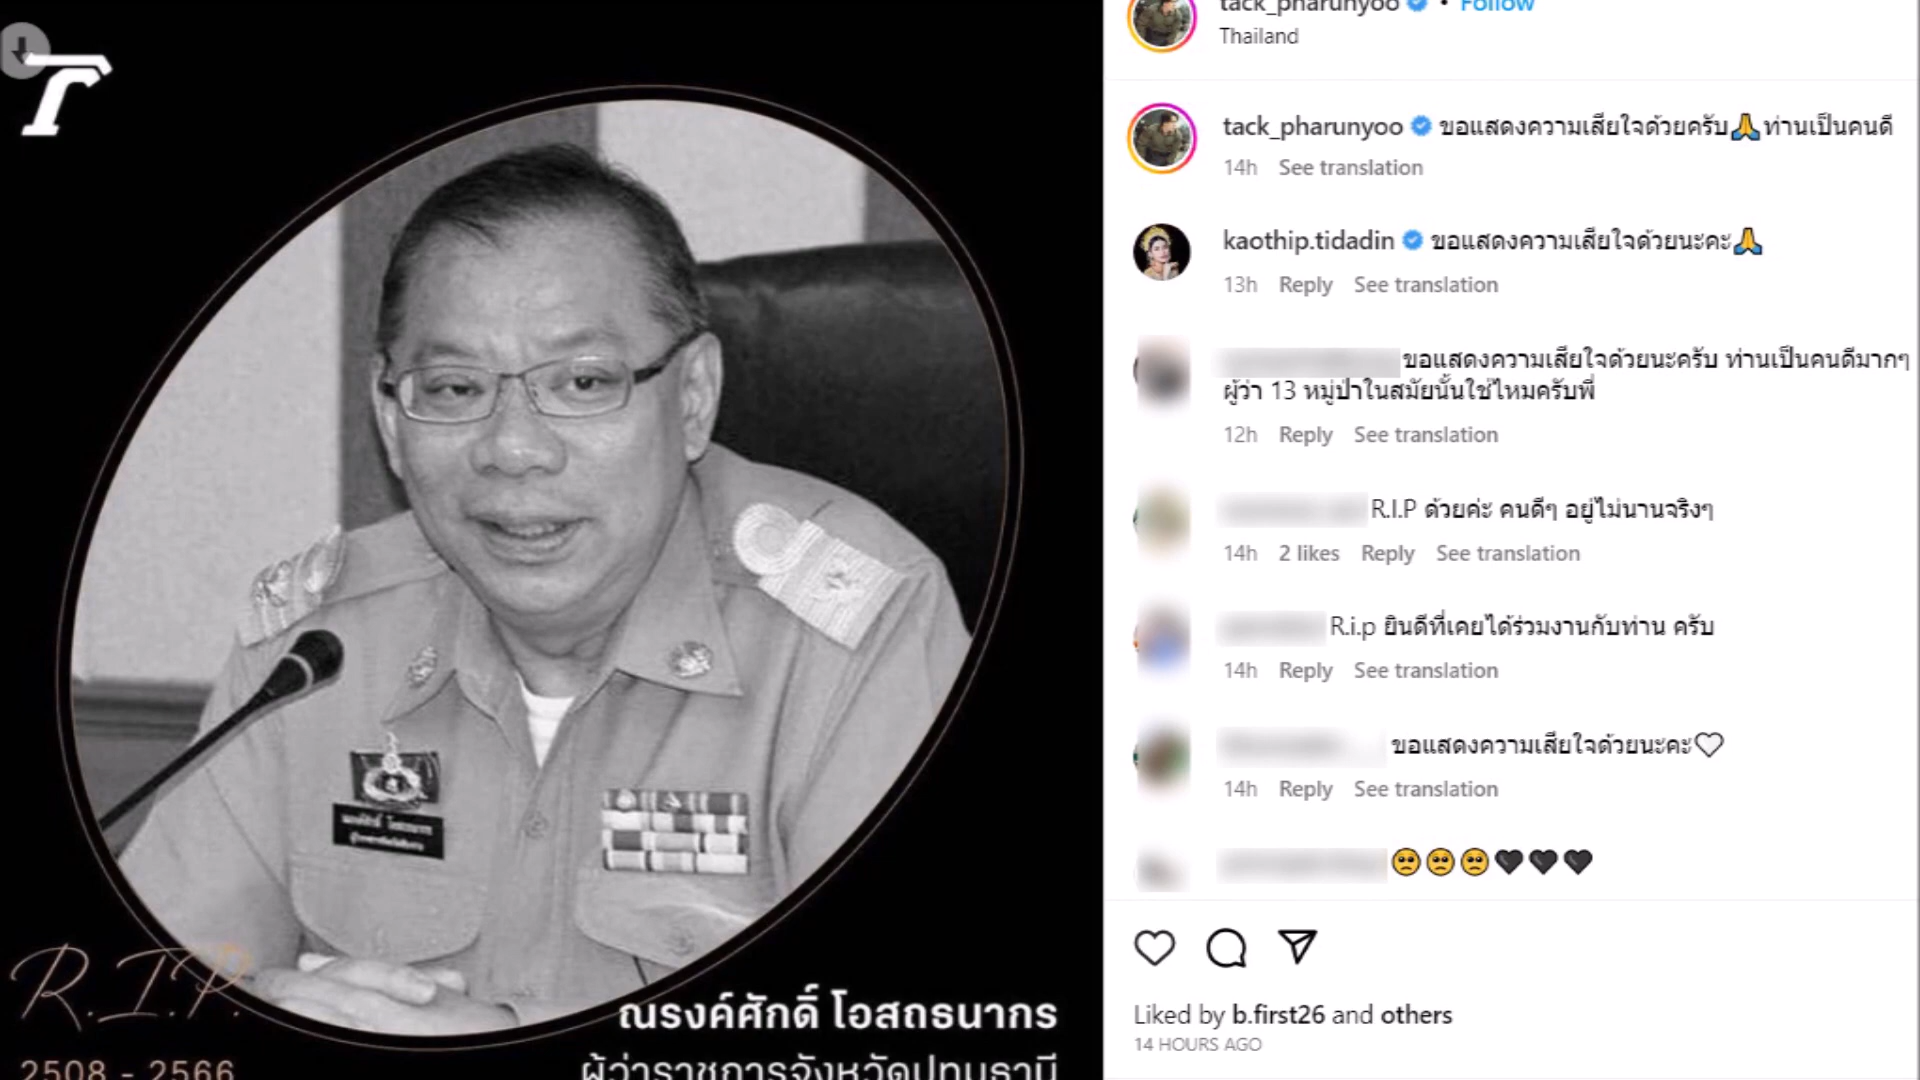 tack_pharunyoo • Follow
Thailand
tack_pharunyoo ขอแสดงความเสียใจด้วยครับ🙏ท่านเป็นคนดี
14h See translation
kaothip.tidadin ขอแสดงความเสียใจด้วยนะคะ🙏
13h Reply See translation
ขอแสดงความเสียใจด้วยนะครับ ท่านเป็นคนดีมากๆ
ผู้ว่า 13 หมู่ป่าในสมัยนั้นใช่ไหมครับพี่
12h Reply See translation
R.I.P ด้วยค่ะ คนดีๆ อยู่ไม่นานจริงๆ
14h 2 likes Reply See translation
R.i.p ยินดีที่เคยได้ร่วมงานกับท่าน ครับ
14h Reply See translation
ขอแสดงความเสียใจด้วยนะคะ♡
14h Reply See translation
🥺🥺🥺🖤🖤🖤
Liked by b.first26 and others
14 HOURS AGO
R.I.P.
2508 - 2566
ณรงค์ศักดิ์ โอสถธนากร
ผู้ว่าราชการจังหวัดปทุมธานี